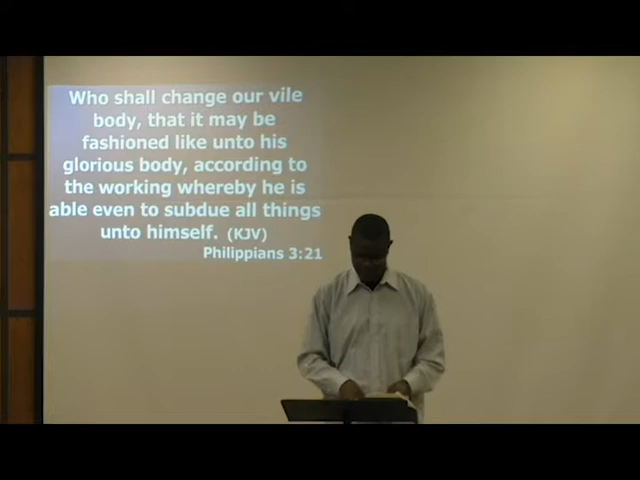 Who shall change our vile
body, that it may be
fashioned like unto his
glorious body, according to
the working whereby he is
able even to subdue all things
unto himself. (KJV)
Philippians 3:21